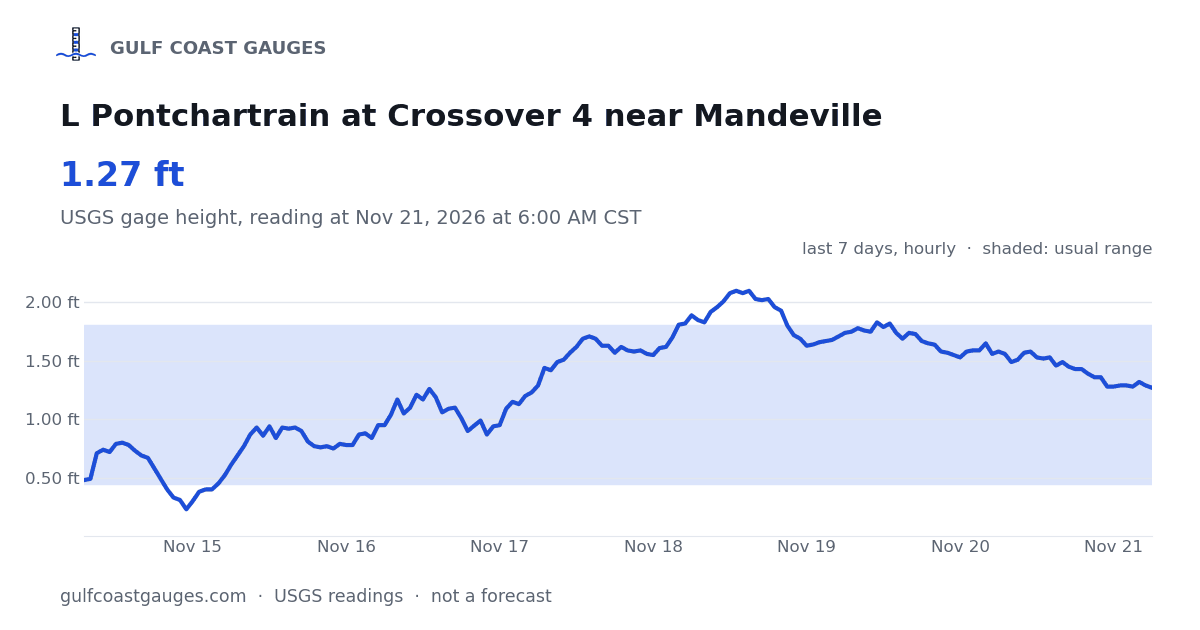 GULF COAST GAUGES
L Pontchartrain at Crossover 4 near Mandeville
1.27 ft
USGS gage height, reading at Nov 21, 2026 at 6:00 AM CST
last 7 days, hourly · shaded: usual range
2.00 ft
1.50 ft
1.00 ft
0.50 ft
Nov 15 Nov 16 Nov 17 Nov 18 Nov 19 Nov 20 Nov 21
gulfcoastgauges.com · USGS readings · not a forecast